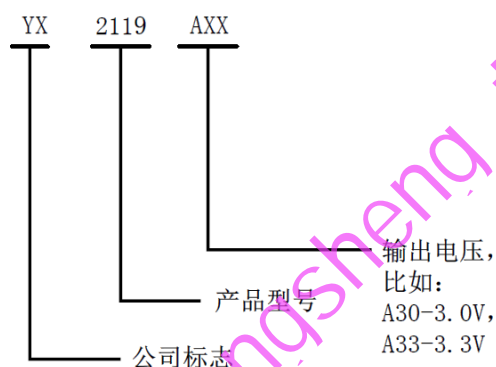 YX 2119 AXX
输出电压，
比如：
A30-3.0V，
A33-3.3V
产品型号
公司标志
ngsheng